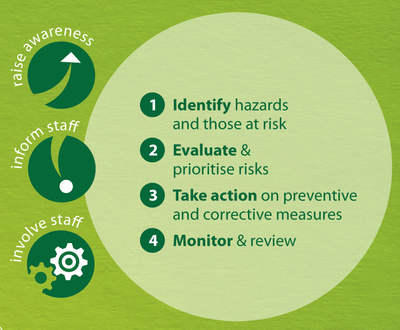 raise awareness
inform staff
involve staff
1 Identify hazards
and those at risk
2 Evaluate &
prioritise risks
3 Take action on preventive
and corrective measures
4 Monitor & review